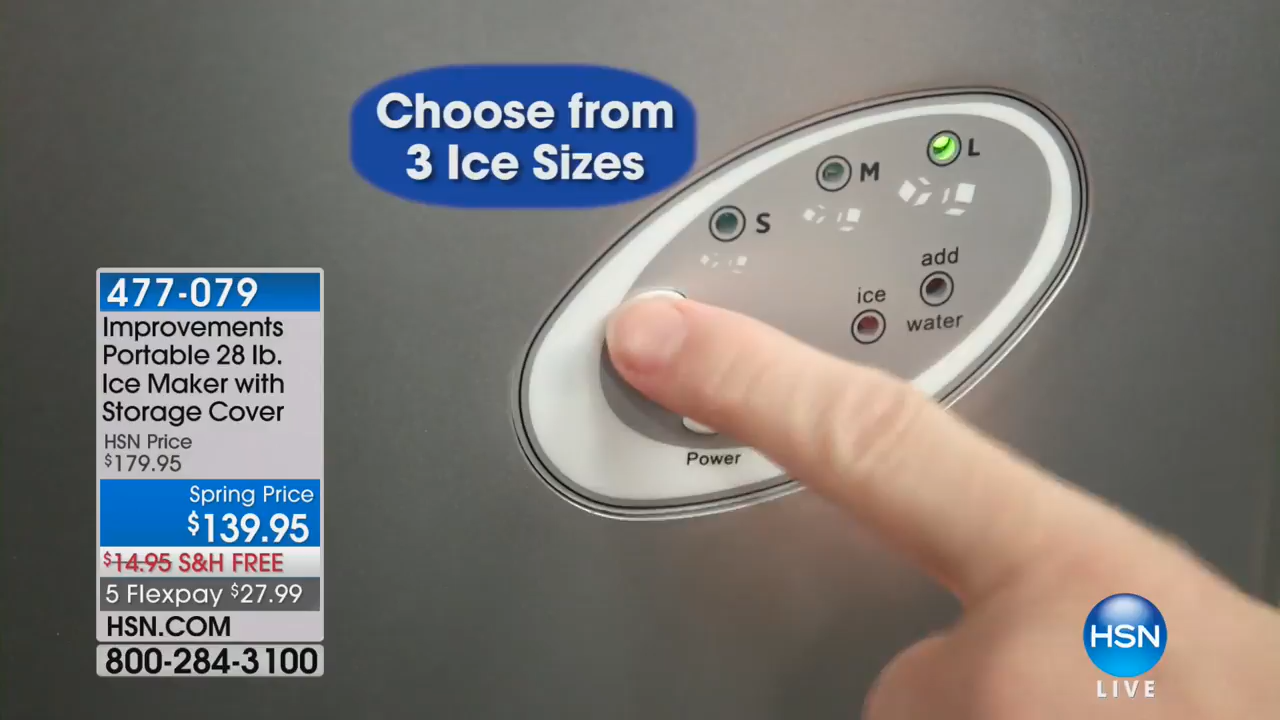 Choose from
3 Ice Sizes
S
M
L
add
water
ice
Power
477-079
Improvements
Portable 28 lb.
Ice Maker with
Storage Cover
HSN Price
$179.95
Spring Price
$139.95
$14.95 S&H FREE
5 Flexpay $27.99
HSN.COM
800-284-3100
HSN
LIVE